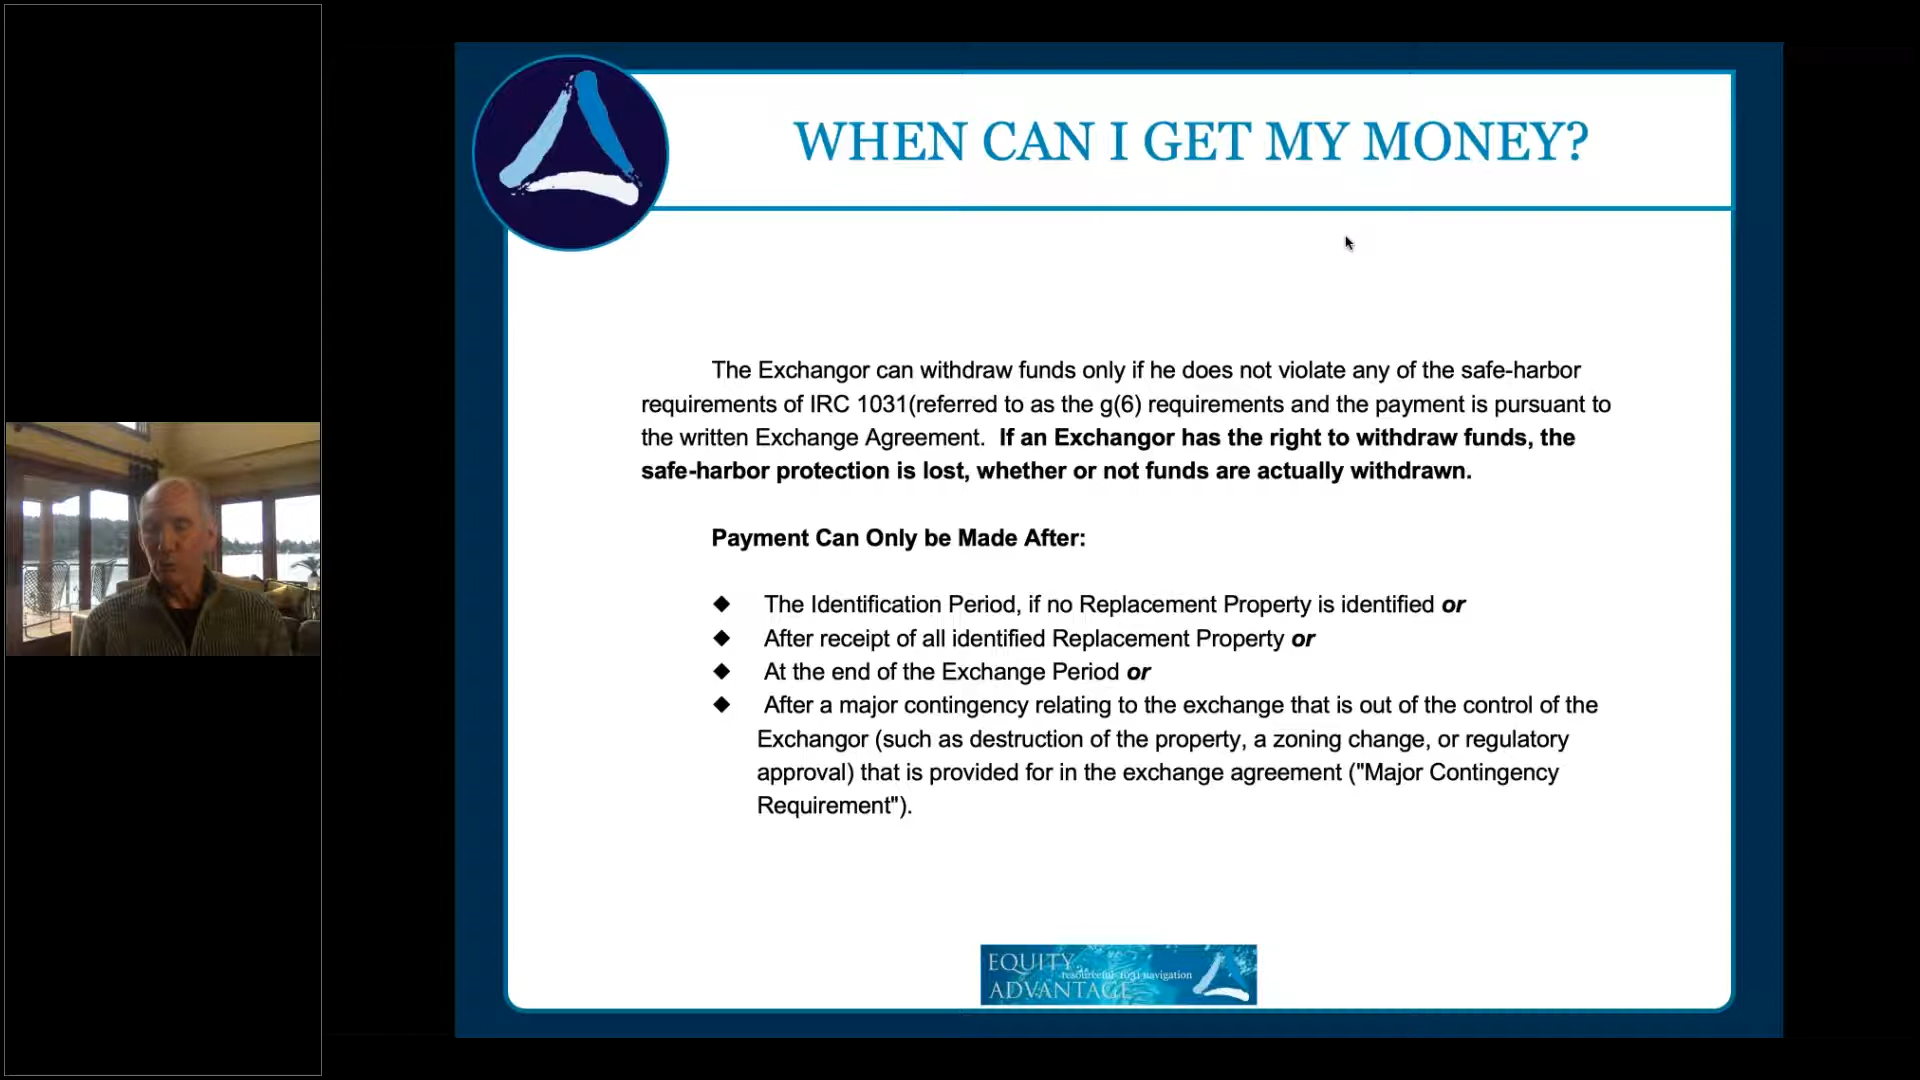 WHEN CAN I GET MY MONEY?
The Exchangor can withdraw funds only if he does not violate any of the safe-harbor
requirements of IRC 1031(referred to as the g(6) requirements and the payment is pursuant to
the written Exchange Agreement. If an Exchangor has the right to withdraw funds, the
safe-harbor protection is lost, whether or not funds are actually withdrawn.
Payment Can Only be Made After:
◆ The Identification Period, if no Replacement Property is identified or
◆ After receipt of all identified Replacement Property or
◆ At the end of the Exchange Period or
◆ After a major contingency relating to the exchange that is out of the control of the
Exchangor (such as destruction of the property, a zoning change, or regulatory
approval) that is provided for in the exchange agreement ("Major Contingency
Requirement").
EQUITY
resourceful 1031 navigation
ADVANTAGE